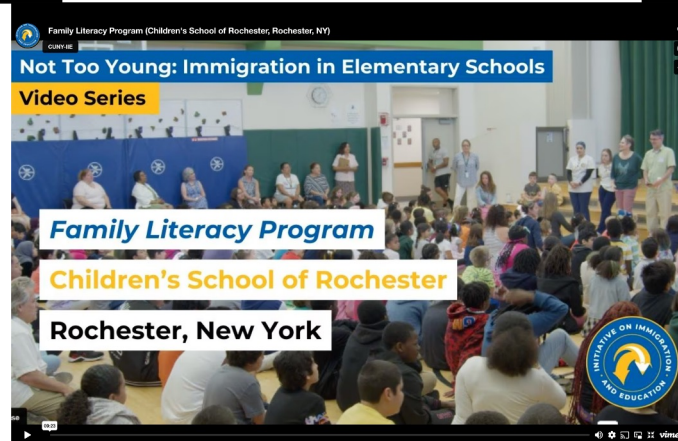 Family Literacy Program (Children's School of Rochester, Rochester, NY)
CUNY-IIE
Not Too Young: Immigration in Elementary Schools
Video Series
Family Literacy Program
Children's School of Rochester
Rochester, New York
INITIATIVE ON IMMIGRATION
AND EDUCATION
09:23